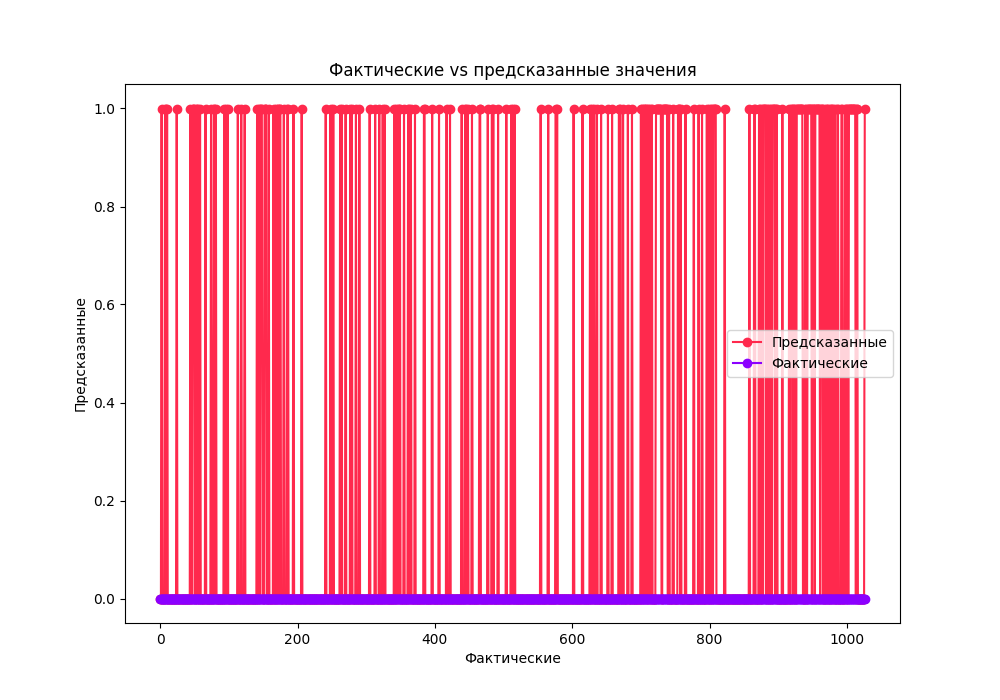 Фактические vs предсказанные значения
Предсказанные
1.0
0.8
0.6
0.4
0.2
0.0
Предсказанные
Фактические
0 200 400 600 800 1000
Фактические